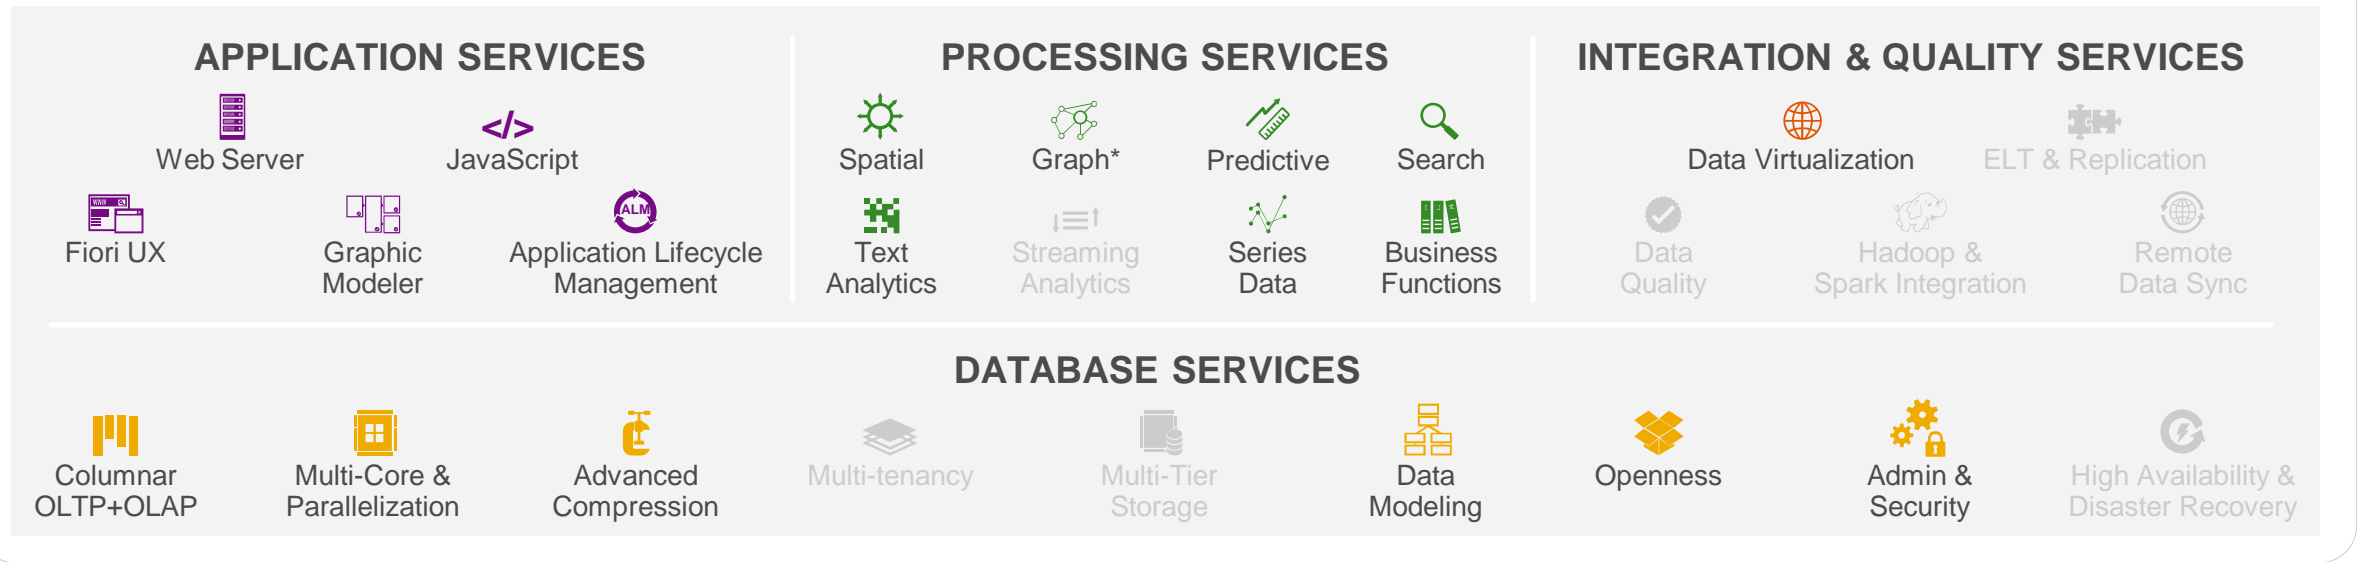 APPLICATION SERVICES
Web Server
JavaScript
WWW
Fiori UX
Graphic
Modeler
ALM
Application Lifecycle
Management
PROCESSING SERVICES
Spatial
Graph*
Predictive
Search
Text
Analytics
Streaming
Analytics
Series
Data
Business
Functions
INTEGRATION & QUALITY SERVICES
Data Virtualization
ELT & Replication
Data
Quality
Hadoop &
Spark Integration
Remote
Data Sync
DATABASE SERVICES
Columnar
OLTP+OLAP
Multi-Core &
Parallelization
Advanced
Compression
Multi-tenancy
Multi-Tier
Storage
Data
Modeling
Openness
Admin &
Security
High Availability &
Disaster Recovery